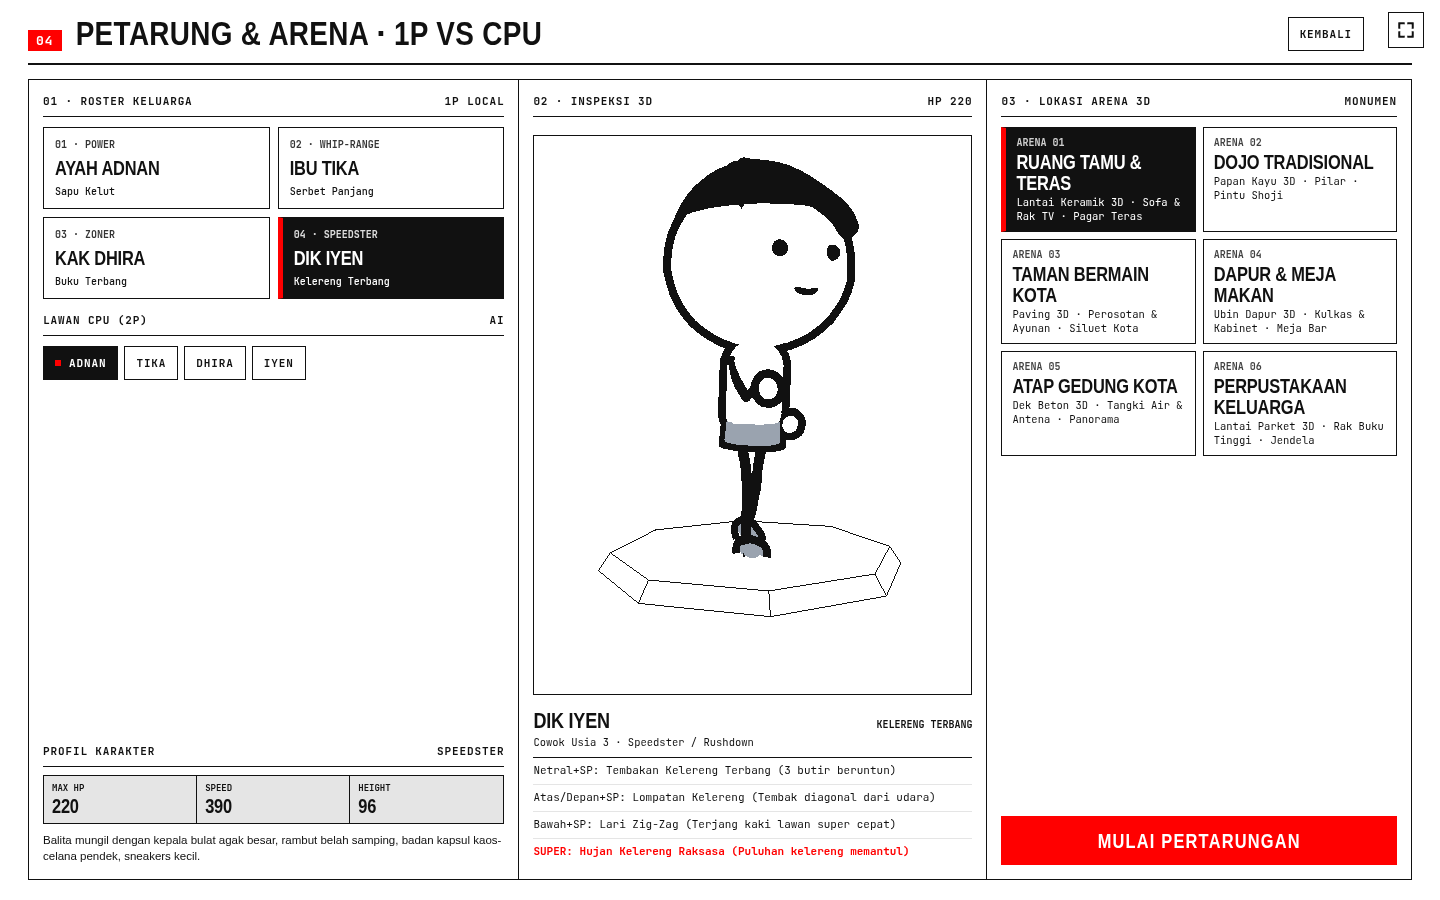 04 PETARUNG & ARENA · 1P VS CPU
KEMBALI
01 · ROSTER KELUARGA 1P LOCAL
01 · POWER
AYAH ADNAN
Sapu Kelut
02 · WHIP-RANGE
IBU TIKA
Serbet Panjang
03 · ZONER
KAK DHIRA
Buku Terbang
04 · SPEEDSTER
DIK IYEN
Kelereng Terbang
LAWAN CPU (2P) AI
ADNAN TIKA DHIRA IYEN
PROFIL KARAKTER SPEEDSTER
MAX HP
220
SPEED
390
HEIGHT
96
Balita mungil dengan kepala bulat agak besar, rambut belah samping, badan kapsul kaos-
celana pendek, sneakers kecil.
02 · INSPEKSI 3D HP 220
DIK IYEN KELERENG TERBANG
Cowok Usia 3 · Speedster / Rushdown
Netral+SP: Tembakan Kelereng Terbang (3 butir beruntun)
Atas/Depan+SP: Lompatan Kelereng (Tembak diagonal dari udara)
Bawah+SP: Lari Zig-Zag (Terjang kaki lawan super cepat)
SUPER: Hujan Kelereng Raksasa (Puluhan kelereng memantul)
03 · LOKASI ARENA 3D MONUMEN
ARENA 01
RUANG TAMU &
TERAS
Lantai Keramik 3D · Sofa &
Rak TV · Pagar Teras
ARENA 02
DOJO TRADISIONAL
Papan Kayu 3D · Pilar ·
Pintu Shoji
ARENA 03
TAMAN BERMAIN
KOTA
Paving 3D · Perosotan &
Ayunan · Siluet Kota
ARENA 04
DAPUR & MEJA
MAKAN
Ubin Dapur 3D · Kulkas &
Kabinet · Meja Bar
ARENA 05
ATAP GEDUNG KOTA
Dek Beton 3D · Tangki Air &
Antena · Panorama
ARENA 06
PERPUSTAKAAN
KELUARGA
Lantai Parket 3D · Rak Buku
Tinggi · Jendela
MULAI PERTARUNGAN